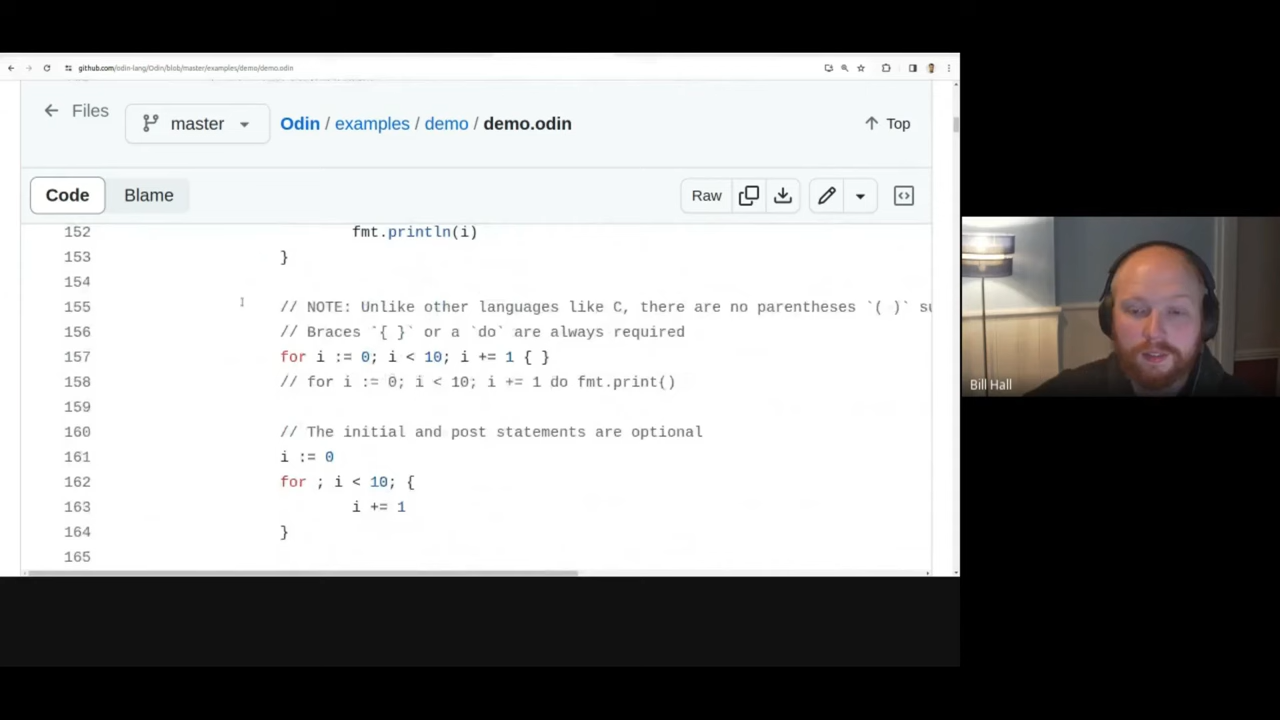 github.com/odin-lang/Odin/blob/master/examples/demo/demo.odin
Files
master
Odin / examples / demo / demo.odin
Top
Code
Blame
Raw
152 fmt.println(i)
153 }
154
155 // NOTE: Unlike other languages like C, there are no parentheses `( )` su
156 // Braces `{ }` or a `do` are always required
157 for i := 0; i < 10; i += 1 { }
158 // for i := 0; i < 10; i += 1 do fmt.print()
159
160 // The initial and post statements are optional
161 i := 0
162 for ; i < 10; {
163 i += 1
164 }
165
Bill Hall